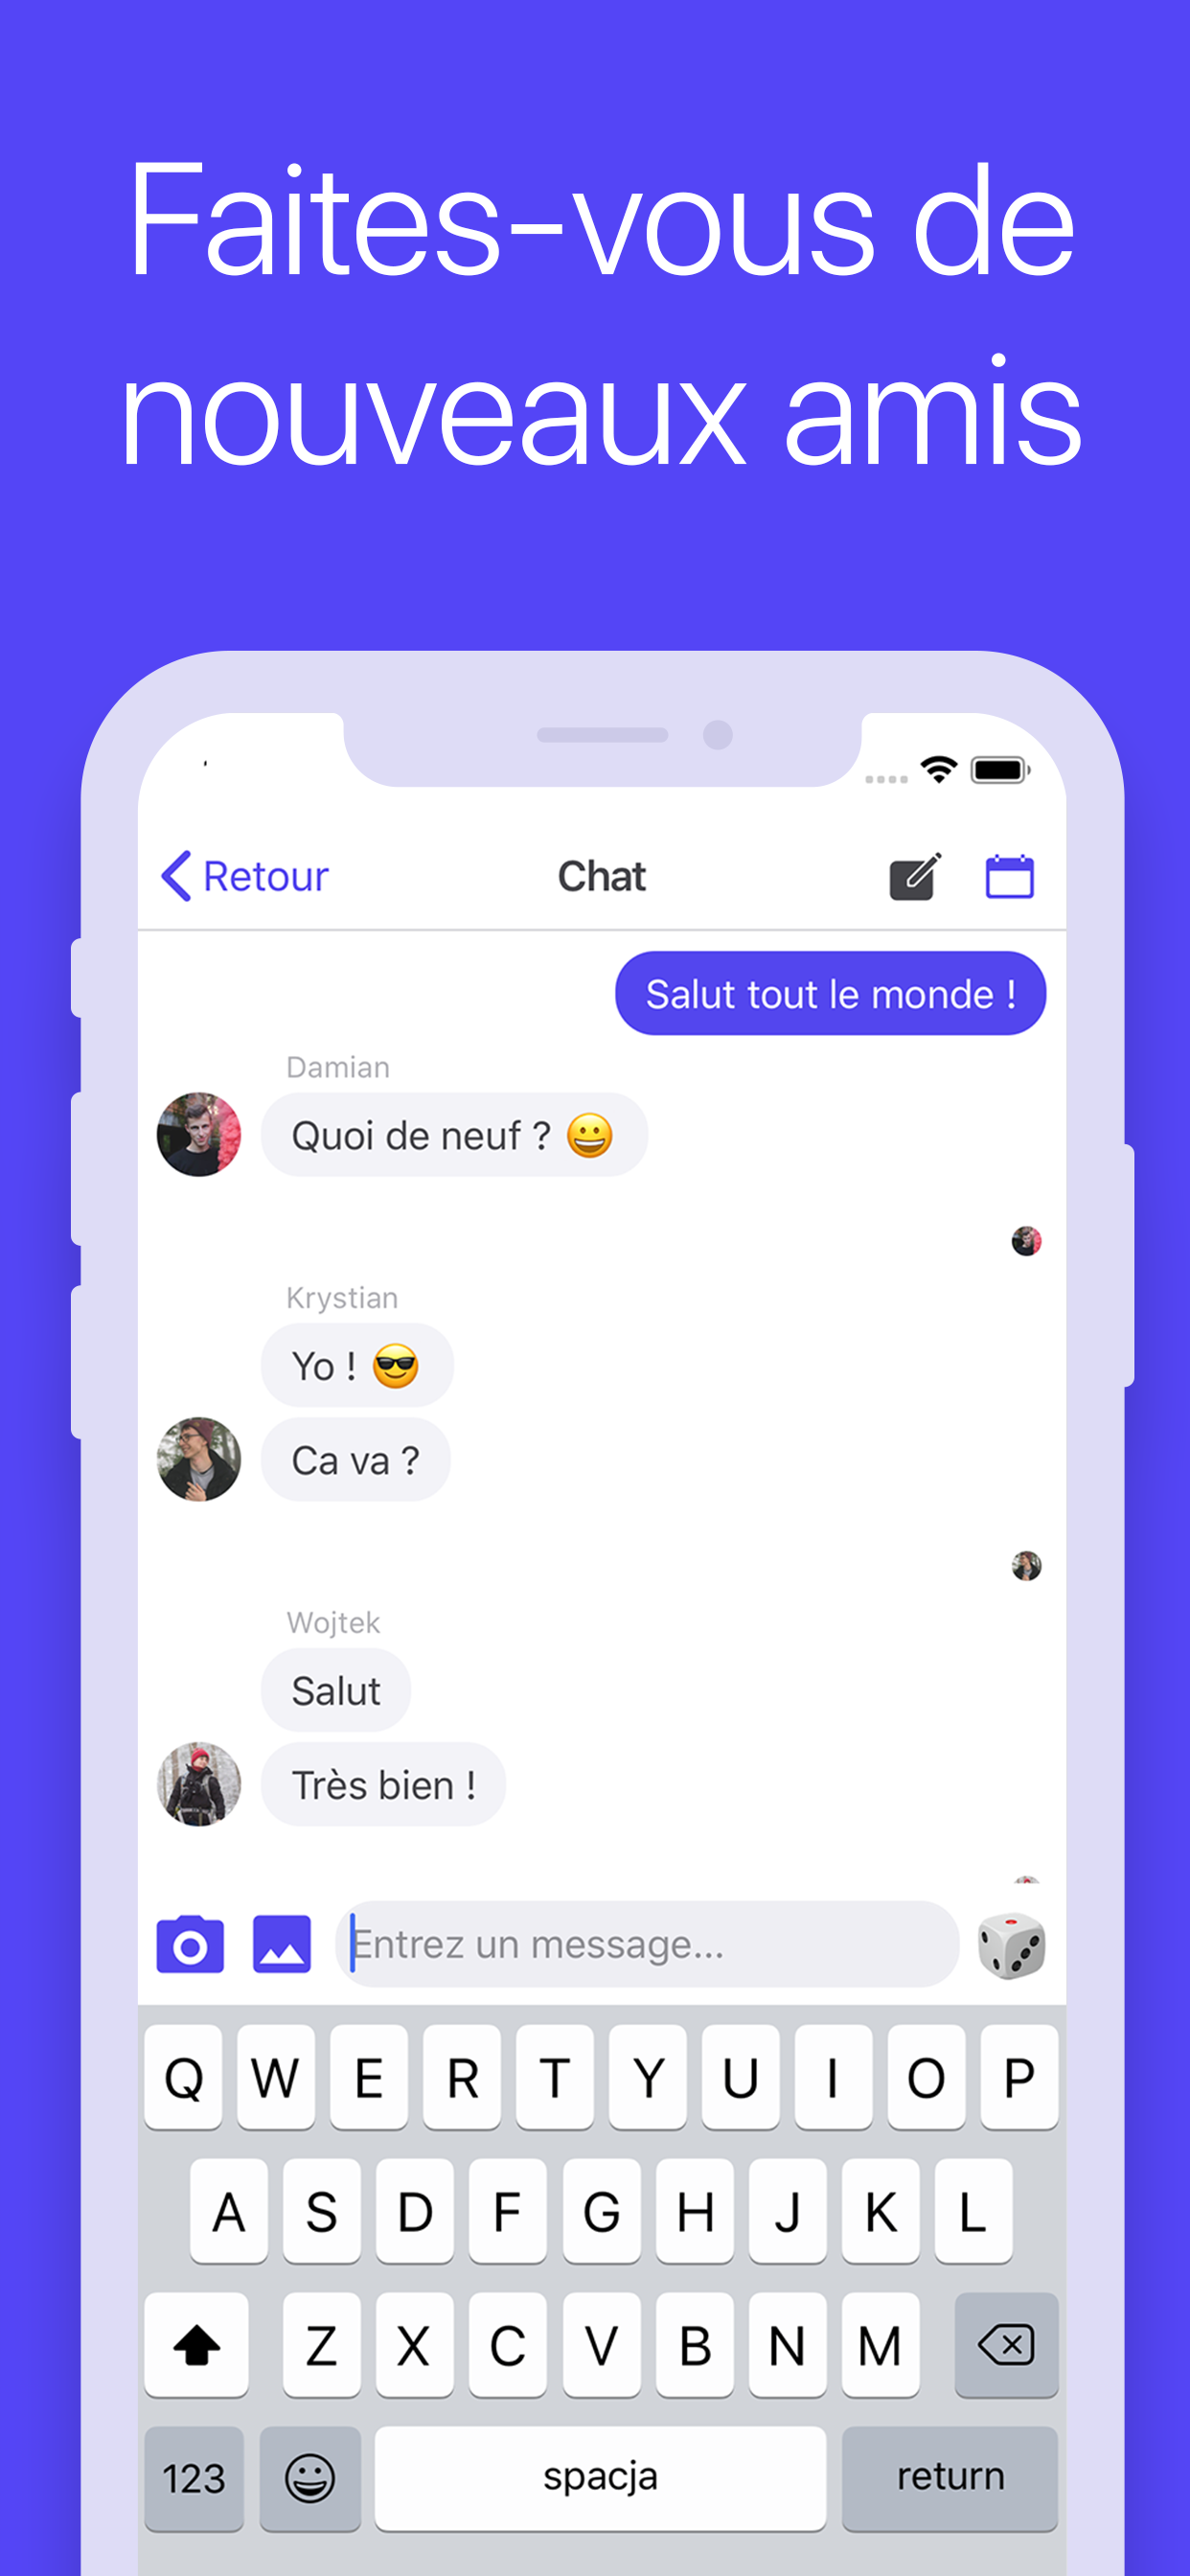 Faites-vous de
nouveaux amis
Retour
Chat
Salut tout le monde !
Damian
Quoi de neuf ? 😀
Krystian
Yo ! 😎
Ca va ?
Wojtek
Salut
Très bien !
Entrez un message...
Q W E R T Y U I O P
A S D F G H J K L
Z X C V B N M
123 spacja return